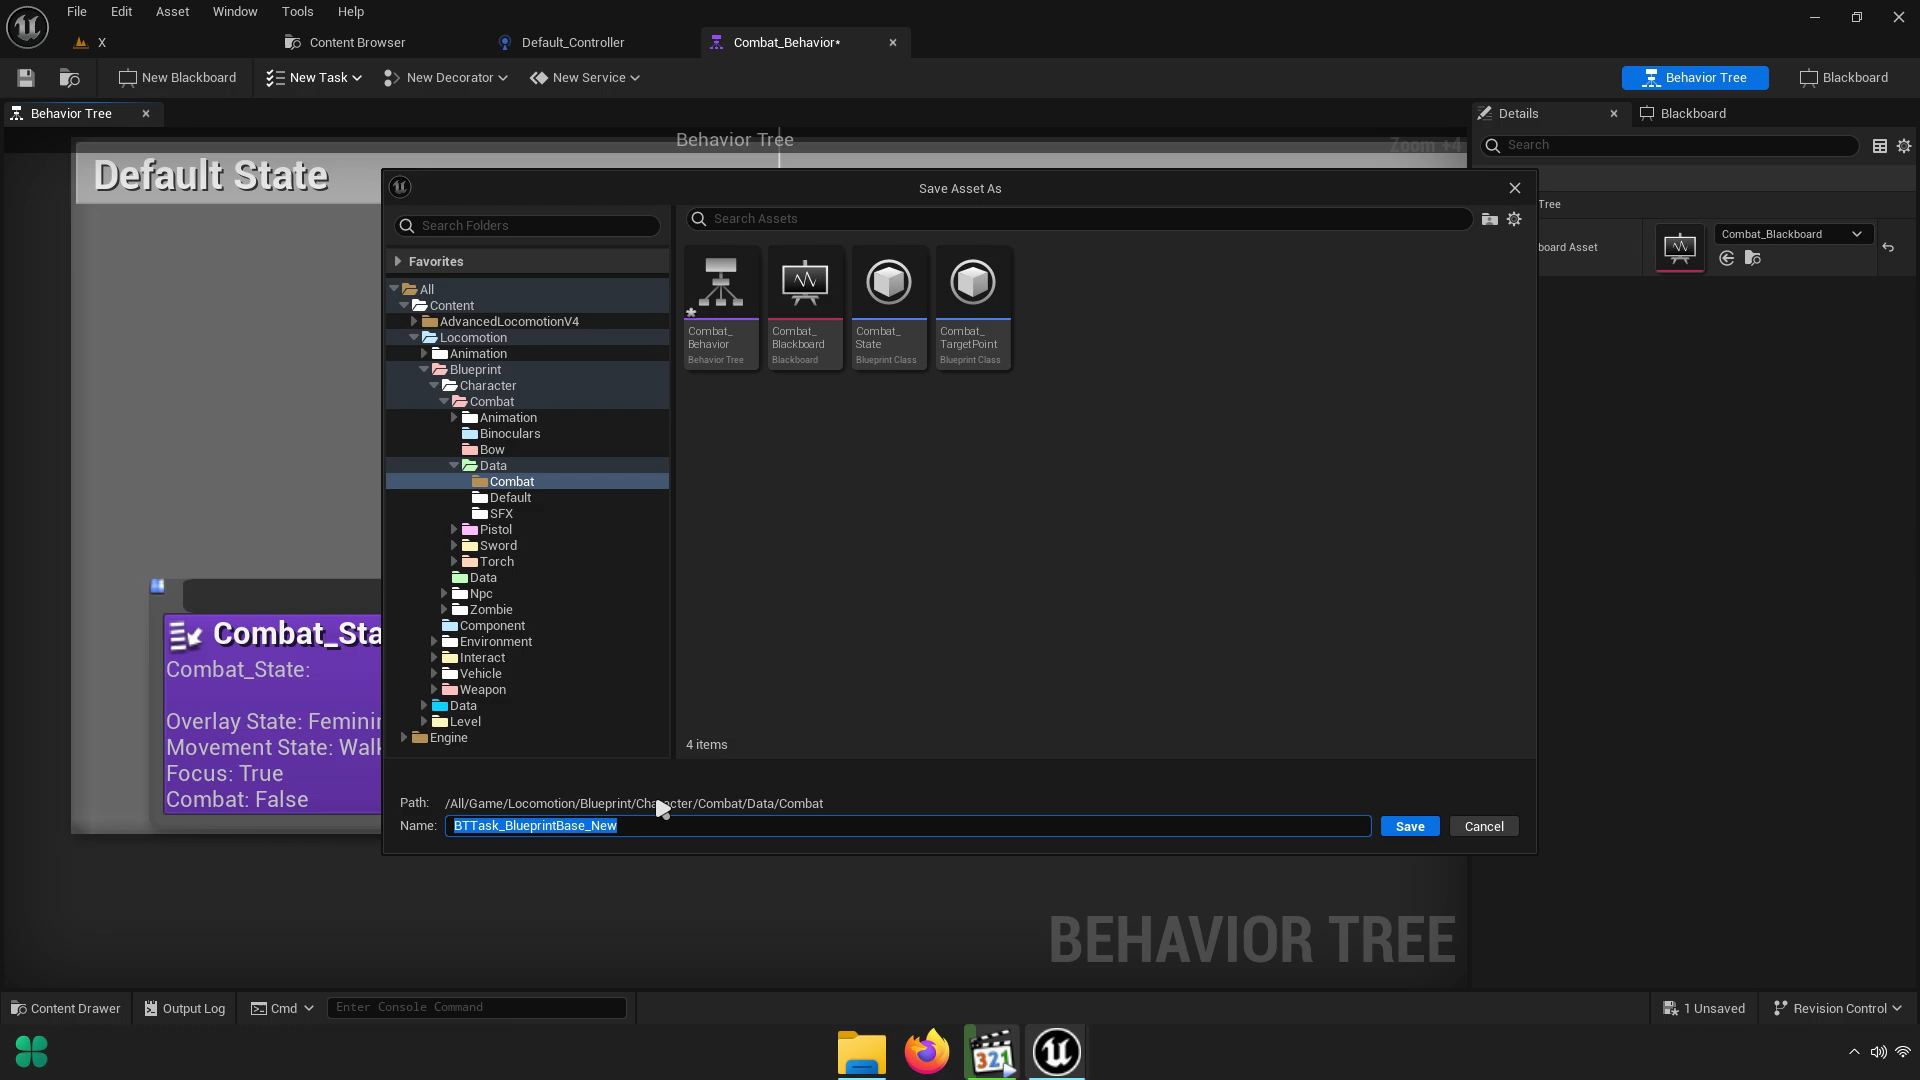 File Edit Asset Window Tools Help
X
Content Browser
Default_Controller
Combat_Behavior*
New Blackboard
New Task
New Decorator
New Service
Behavior Tree
Blackboard
Behavior Tree
Details
Blackboard
Behavior Tree
Zoom +4
Search
Default State
Save Asset As
Tree
board Asset
Combat_Blackboard
Search Folders
Search Assets
Favorites
All
Content
AdvancedLocomotionV4
Locomotion
Animation
Blueprint
Character
Combat
Animation
Binoculars
Bow
Data
Combat
Default
SFX
Pistol
Sword
Torch
Data
Npc
Zombie
Component
Environment
Interact
Vehicle
Weapon
Data
Level
Engine
Combat_
Behavior
Behavior Tree
Combat_
Blackboard
Blackboard
Combat_
State
Blueprint Class
Combat_
TargetPoint
Blueprint Class
4 items
Combat_Sta
Combat_State:
Overlay State: Feminin
Movement State: Walk
Focus: True
Combat: False
Path: /All/Game/Locomotion/Blueprint/Character/Combat/Data/Combat
Name: BTTask_BlueprintBase_New
Save
Cancel
BEHAVIOR TREE
Content Drawer
Output Log
Cmd
Enter Console Command
1 Unsaved
Revision Control
321